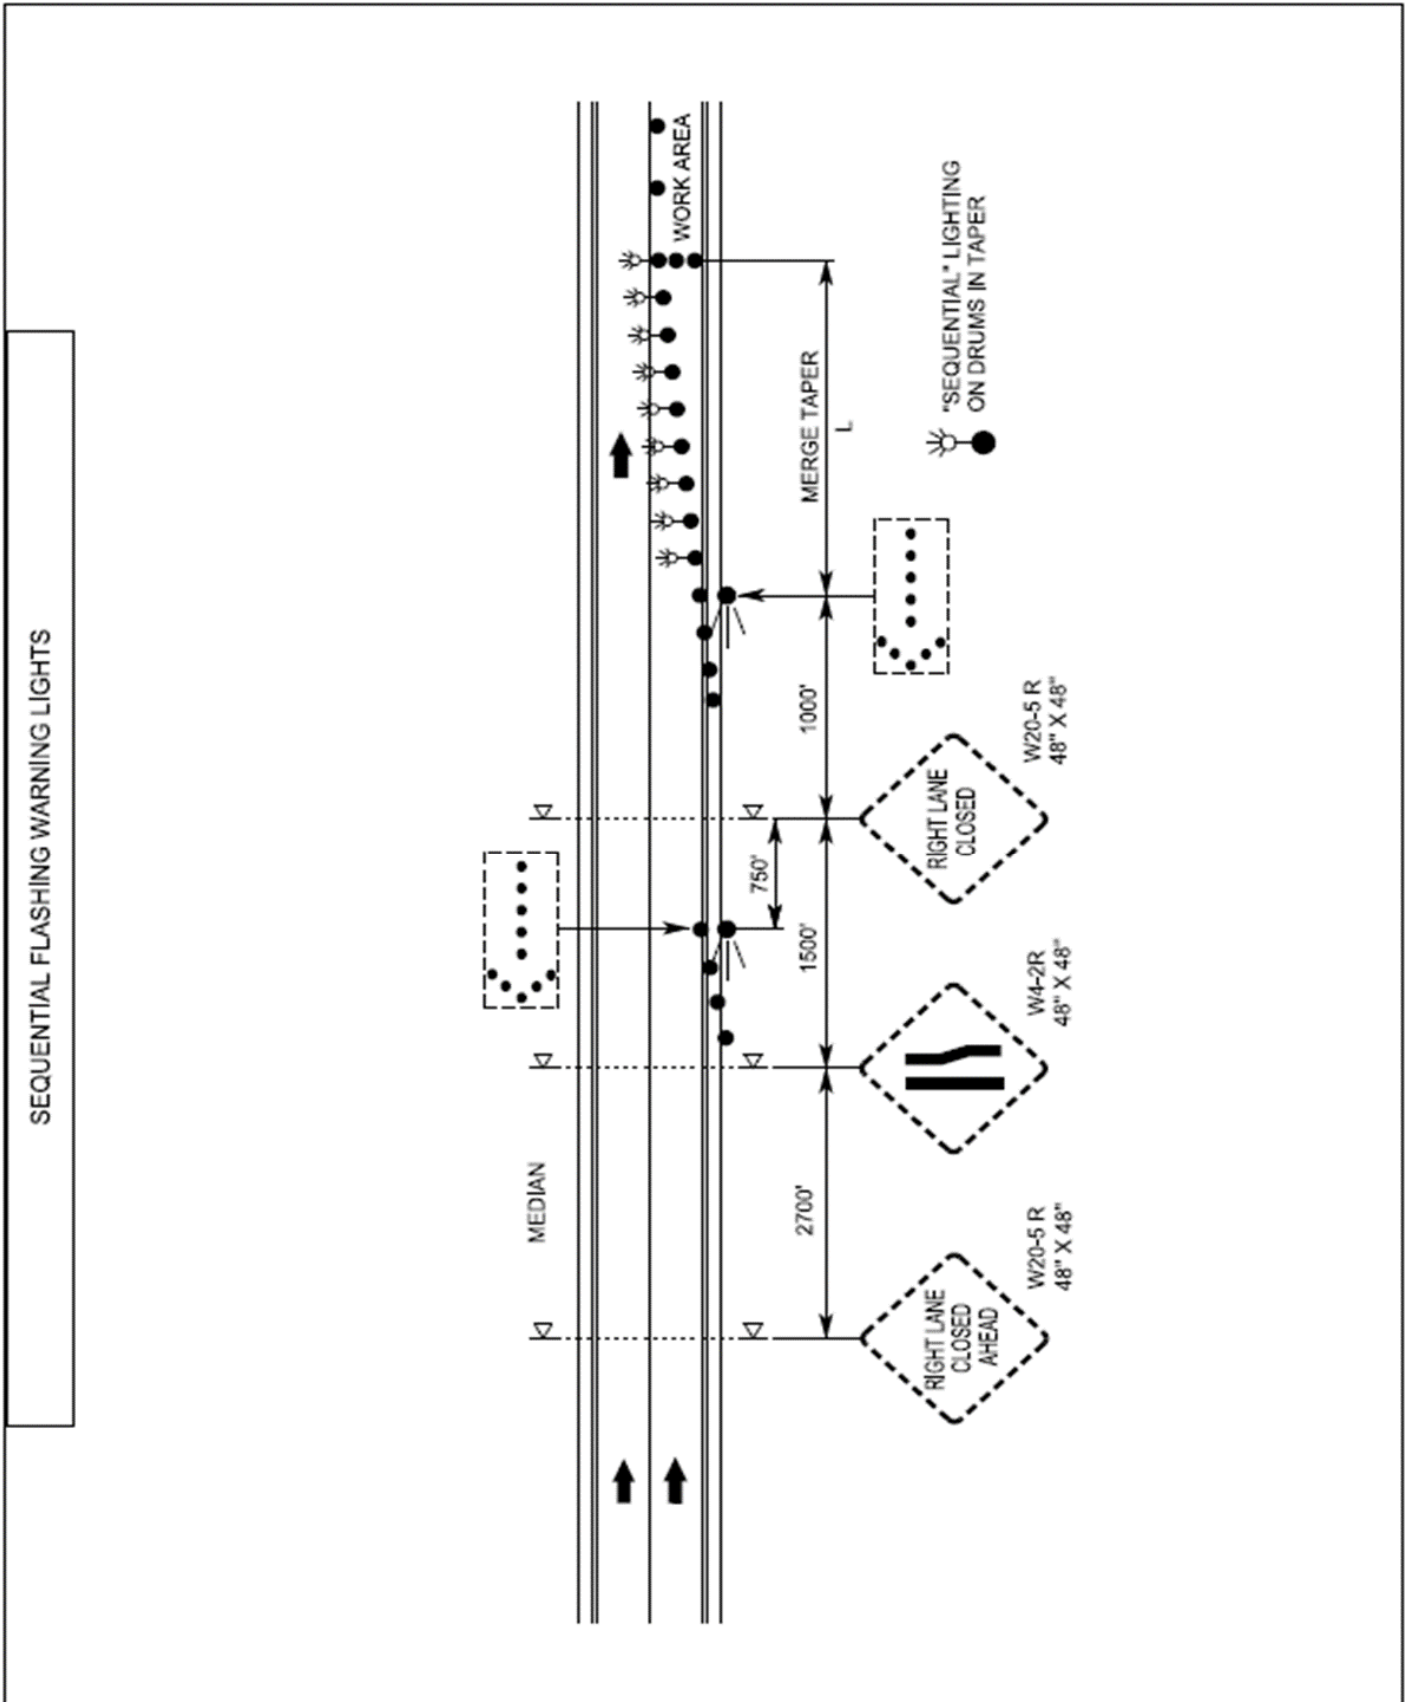 SEQUENTIAL FLASHING WARNING LIGHTS
MEDIAN
WORK AREA
MERGE TAPER
L
1000'
750'
1500'
2700'
"SEQUENTIAL" LIGHTING
ON DRUMS IN TAPER
RIGHT LANE
CLOSED
W20-5 R
48" X 48"
W4-2R
48" X 48"
RIGHT LANE
CLOSED
AHEAD
W20-5 R
48" X 48"